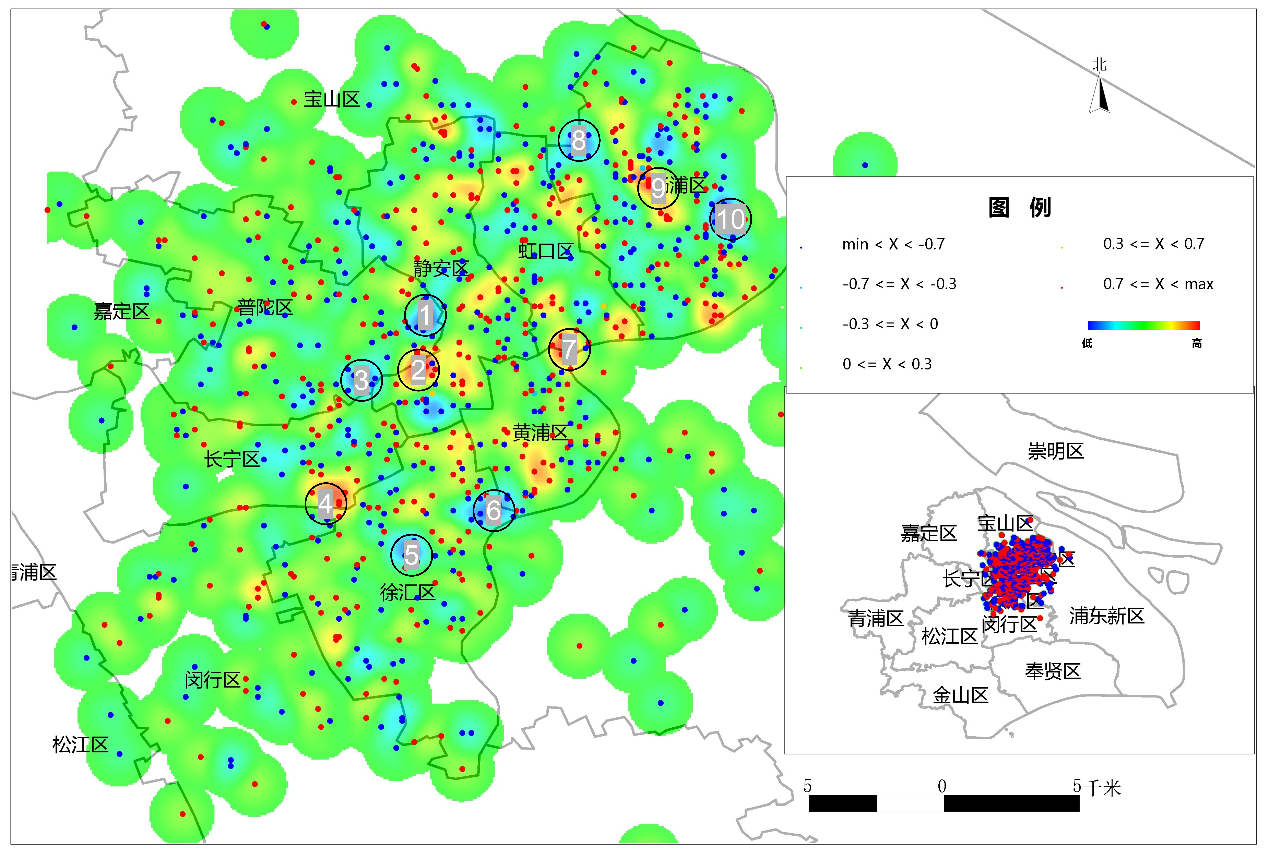 北
宝山区
8
9
浦区
10
虹口区
静安区
嘉定区
普陀区
1
7
2
3
黄浦区
长宁区
4
6
5
徐汇区
青浦区
闵行区
松江区
图 例
min < X < -0.7
0.3 <= X < 0.7
-0.7 <= X < -0.3
0.7 <= X < max
-0.3 <= X < 0
低
高
0 <= X < 0.3
崇明区
宝山区
嘉定区
区
长宁区
区
青浦区
松江区
闵行区
浦东新区
奉贤区
金山区
5 0 5 千米